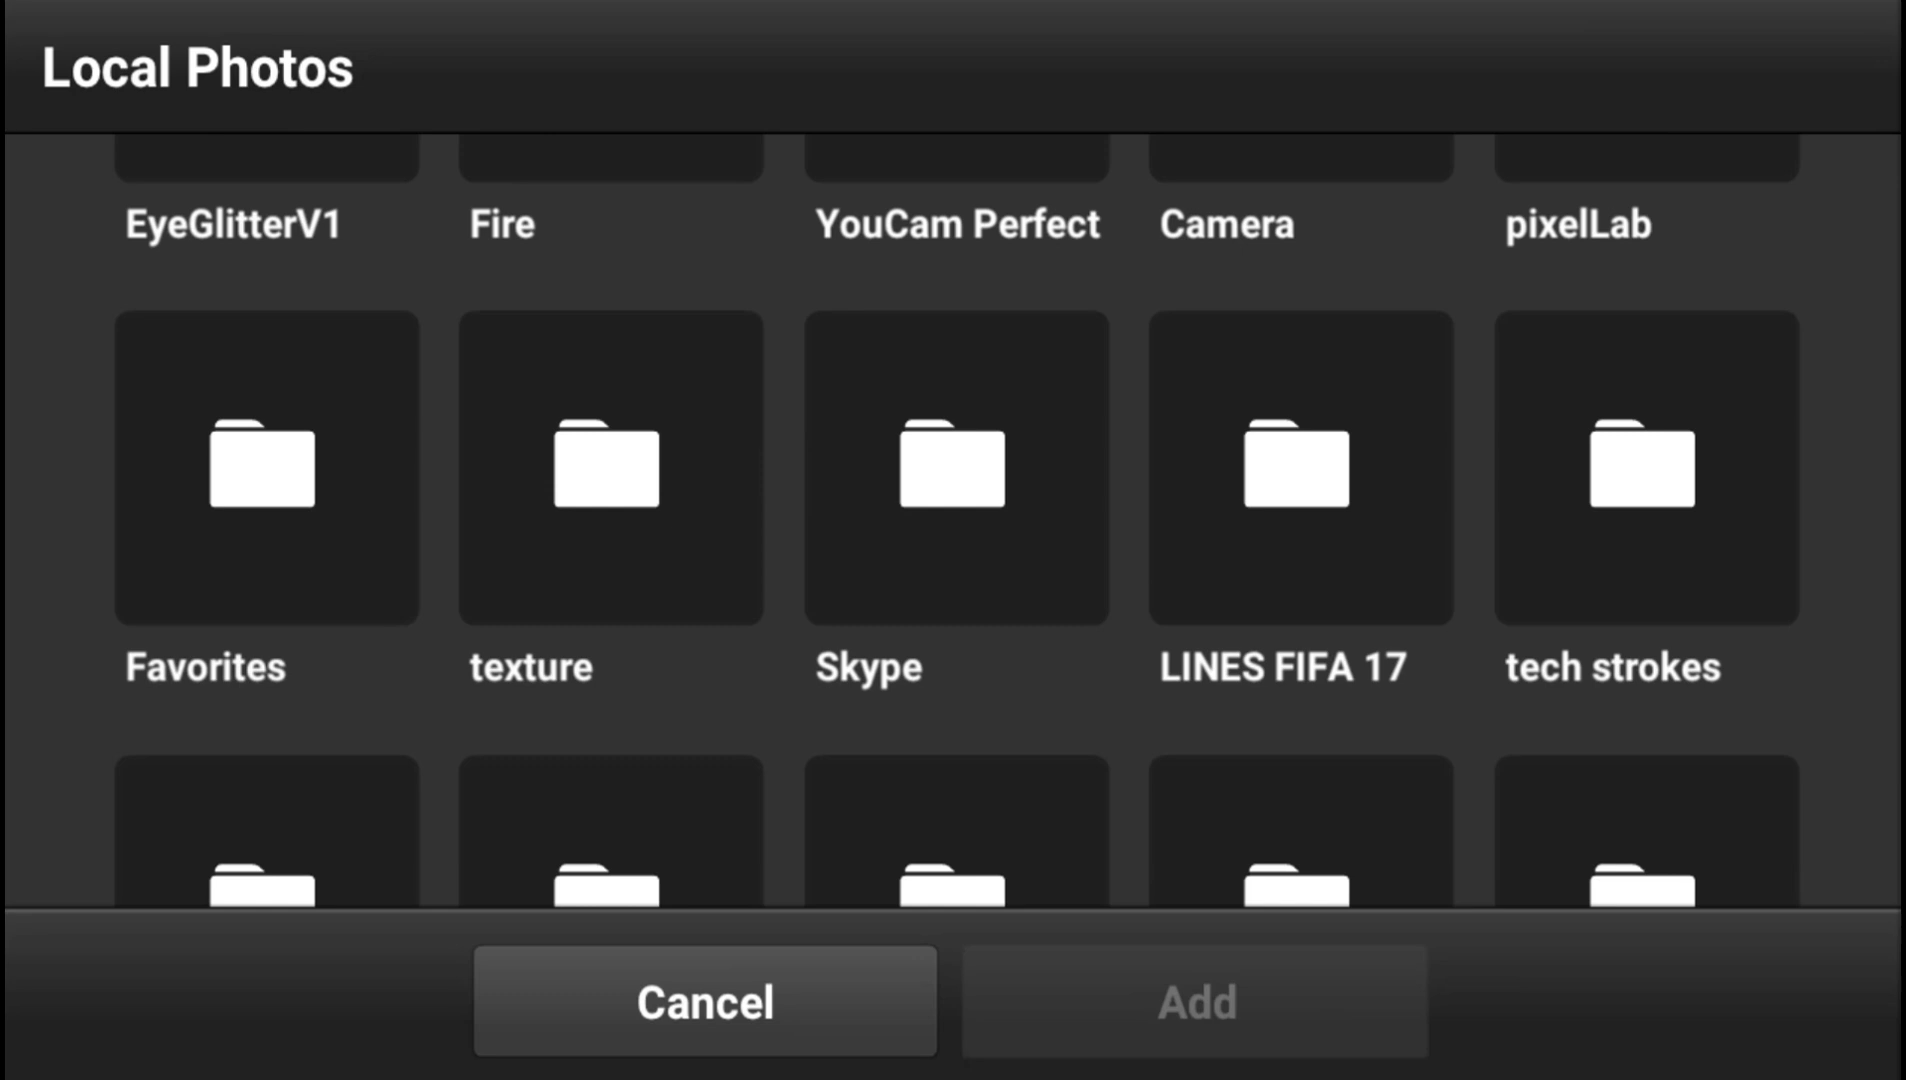 Local Photos
EyeGlitterV1
Fire
YouCam Perfect
Camera
pixelLab
Favorites
texture
Skype
LINES FIFA 17
tech strokes
Cancel
Add